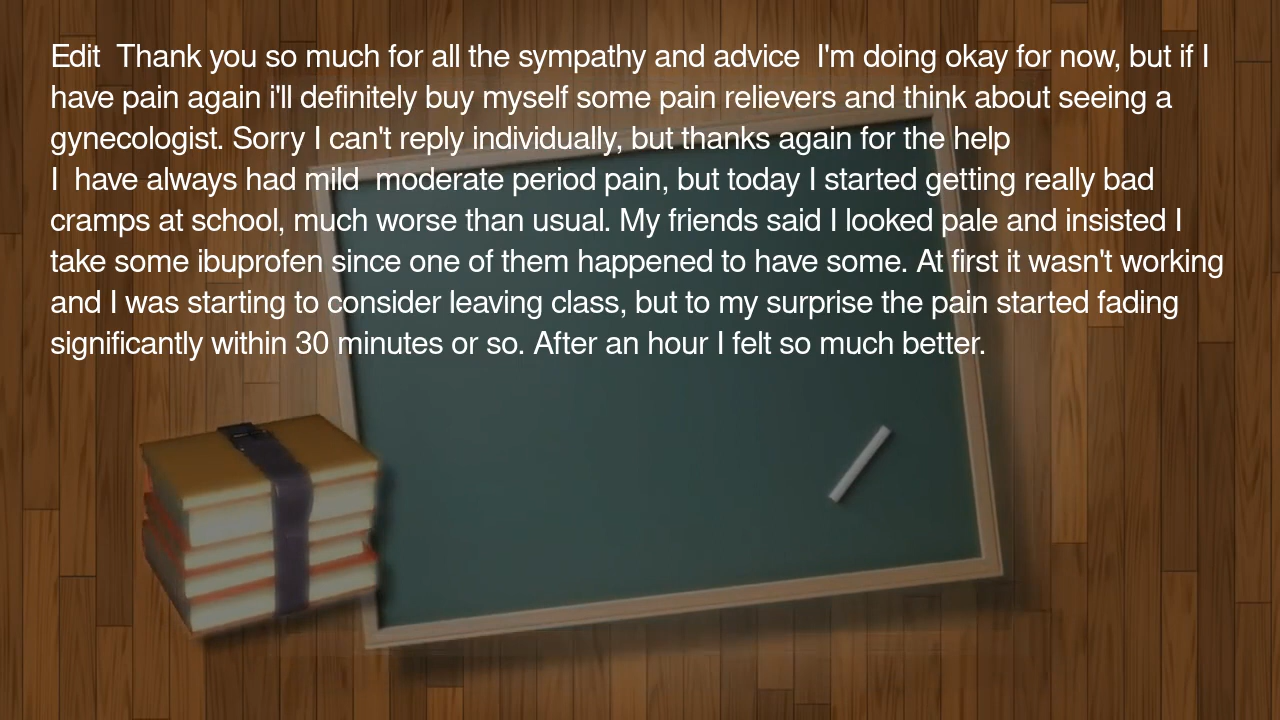 Edit  Thank you so much for all the sympathy and advice  I'm doing okay for now, but if I
have pain again i'll definitely buy myself some pain relievers and think about seeing a
gynecologist. Sorry I can't reply individually, but thanks again for the help
I  have always had mild  moderate period pain, but today I started getting really bad
cramps at school, much worse than usual. My friends said I looked pale and insisted I
take some ibuprofen since one of them happened to have some. At first it wasn't working
and I was starting to consider leaving class, but to my surprise the pain started fading
significantly within 30 minutes or so. After an hour I felt so much better.